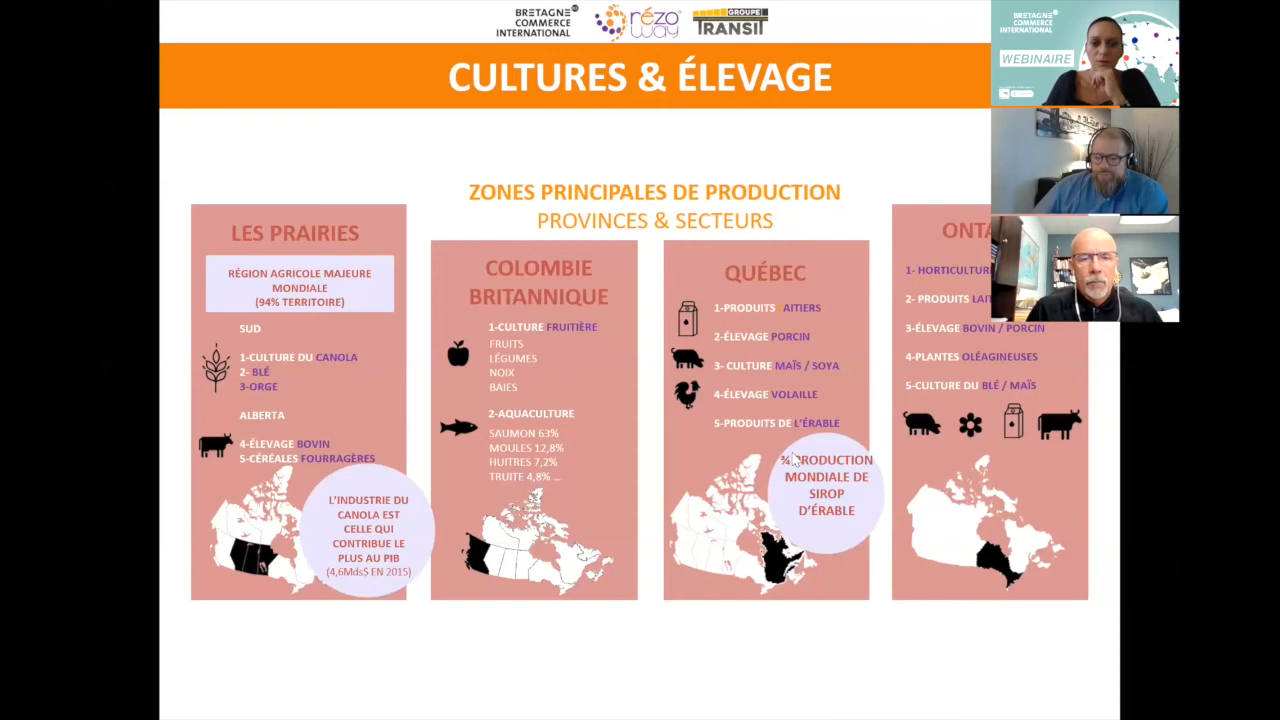 BRETAGNE
COMMERCE
INTERNATIONAL
rézo
way
GROUPE
TRANSIT
BRETAGNE
COMMERCE
INTERNATIONAL
WEBINAIRE
CULTURES & ÉLEVAGE
ZONES PRINCIPALES DE PRODUCTION
PROVINCES & SECTEURS
LES PRAIRIES
RÉGION AGRICOLE MAJEURE
MONDIALE
(94% TERRITOIRE)
SUD
1-CULTURE DU CANOLA
2- BLÉ
3-ORGE
ALBERTA
4-ÉLEVAGE BOVIN
5-CÉRÉALES FOURRAGÈRES
L'INDUSTRIE DU
CANOLA EST
CELLE QUI
CONTRIBUE LE
PLUS AU PIB
(4,6Mds$ EN 2015)
COLOMBIE
BRITANNIQUE
1-CULTURE FRUITIÈRE
FRUITS
LÉGUMES
NOIX
BAIES
2-AQUACULTURE
SAUMON 63%
MOULES 12,8%
HUITRES 7,2%
TRUITE 4,8% ...
QUÉBEC
1-PRODUITS LAITIERS
2-ÉLEVAGE PORCIN
3- CULTURE MAÏS / SOYA
4-ÉLEVAGE VOLAILLE
5-PRODUITS DE L'ÉRABLE
¾ PRODUCTION
MONDIALE DE
SIROP
D'ÉRABLE
ONTA
1- HORTICULTUR
2- PRODUITS LAIT
3-ÉLEVAGE BOVIN / PORCIN
4-PLANTES OLÉAGINEUSES
5-CULTURE DU BLÉ / MAÏS